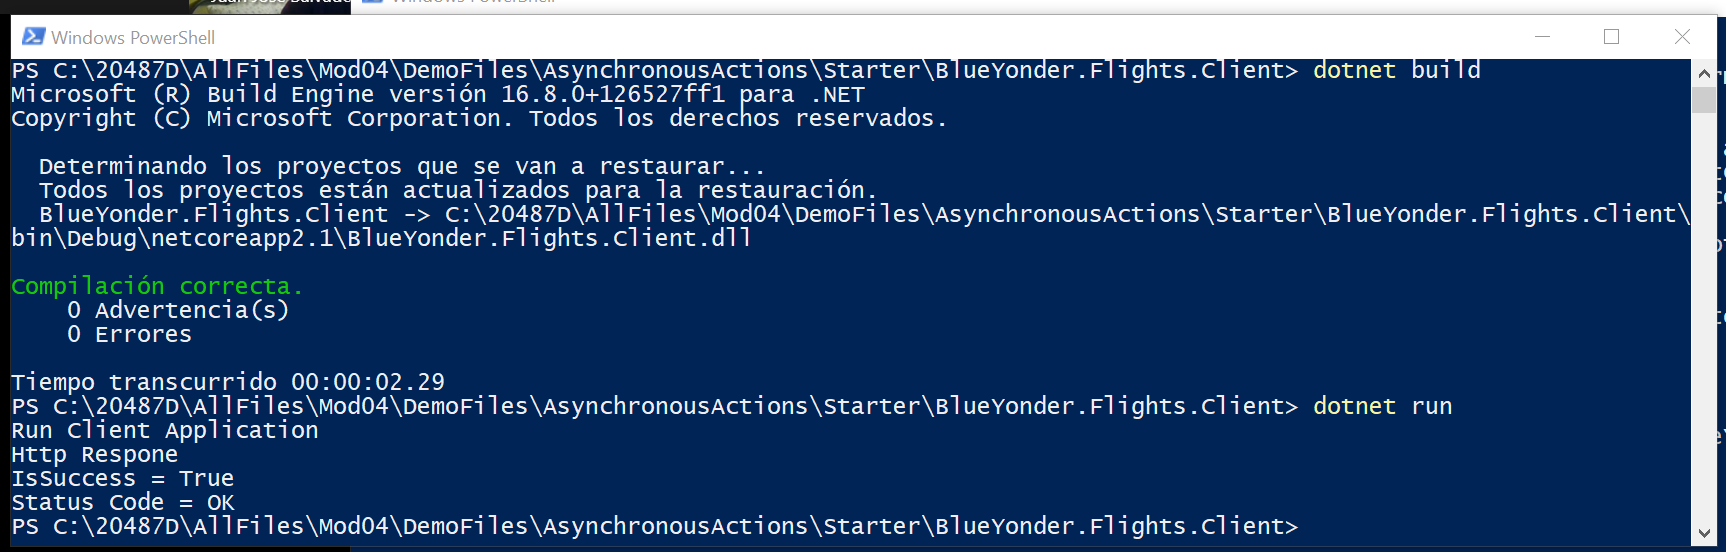 Windows PowerShell
Windows PowerShell
PS C:\20487D\AllFiles\Mod04\DemoFiles\AsynchronousActions\Starter\BlueYonder.Flights.Client> dotnet build
Microsoft (R) Build Engine versión 16.8.0+126527ff1 para .NET
Copyright (C) Microsoft Corporation. Todos los derechos reservados.
Determinando los proyectos que se van a restaurar...
Todos los proyectos están actualizados para la restauración.
BlueYonder.Flights.Client -> C:\20487D\AllFiles\Mod04\DemoFiles\AsynchronousActions\Starter\BlueYonder.Flights.Client\
bin\Debug\netcoreapp2.1\BlueYonder.Flights.Client.dll
Compilación correcta.
0 Advertencia(s)
0 Errores
Tiempo transcurrido 00:00:02.29
PS C:\20487D\AllFiles\Mod04\DemoFiles\AsynchronousActions\Starter\BlueYonder.Flights.Client> dotnet run
Run Client Application
Http Respone
IsSuccess = True
Status Code = OK
PS C:\20487D\AllFiles\Mod04\DemoFiles\AsynchronousActions\Starter\BlueYonder.Flights.Client>